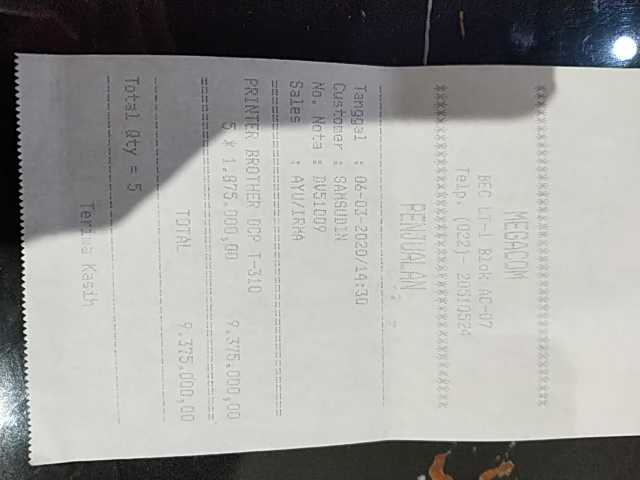 ****************************************
MEGACOM
BEC LT-1 Blok AC-07
Telp. (022)- 20510524
****************************************
PENJUALAN
----------------------------------------
Tanggal : 06-03-2020/14:30
Customer : SAMSUDIN
No. Nota : DV51009
Sales : AYU/IRMA
========================================
PRINTER BROTHER DCP T-310
5 * 1.875.000,00 9.375.000,00
========================================
TOTAL 9.375.000,00
----------------------------------------
Total Qty = 5
----------------------------------------
Terima Kasih